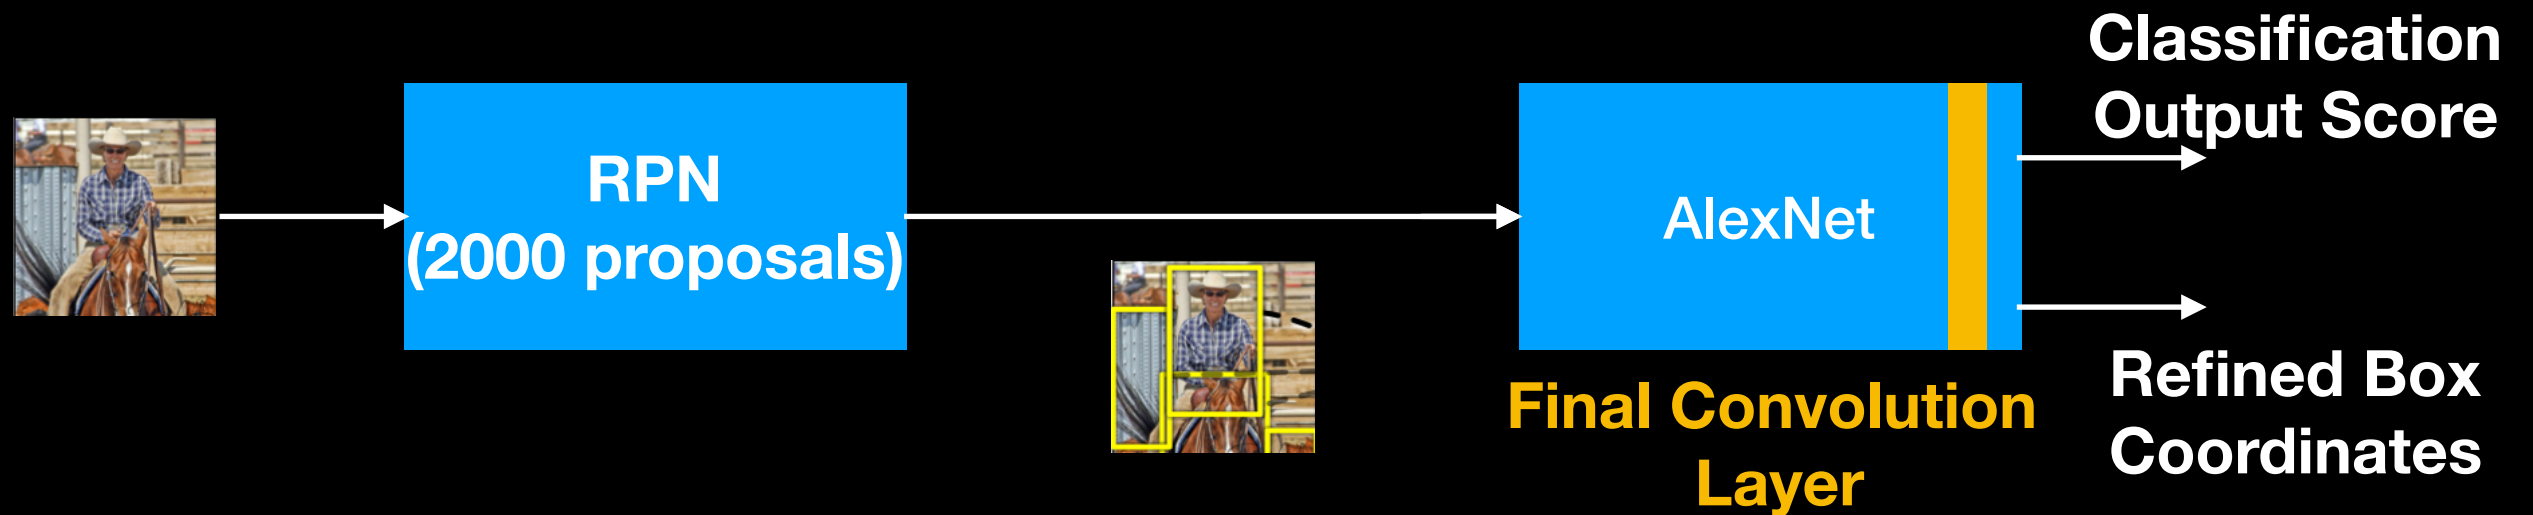 RPN
(2000 proposals)
AlexNet
Final Convolution
Layer
Classification
Output Score
Refined Box
Coordinates